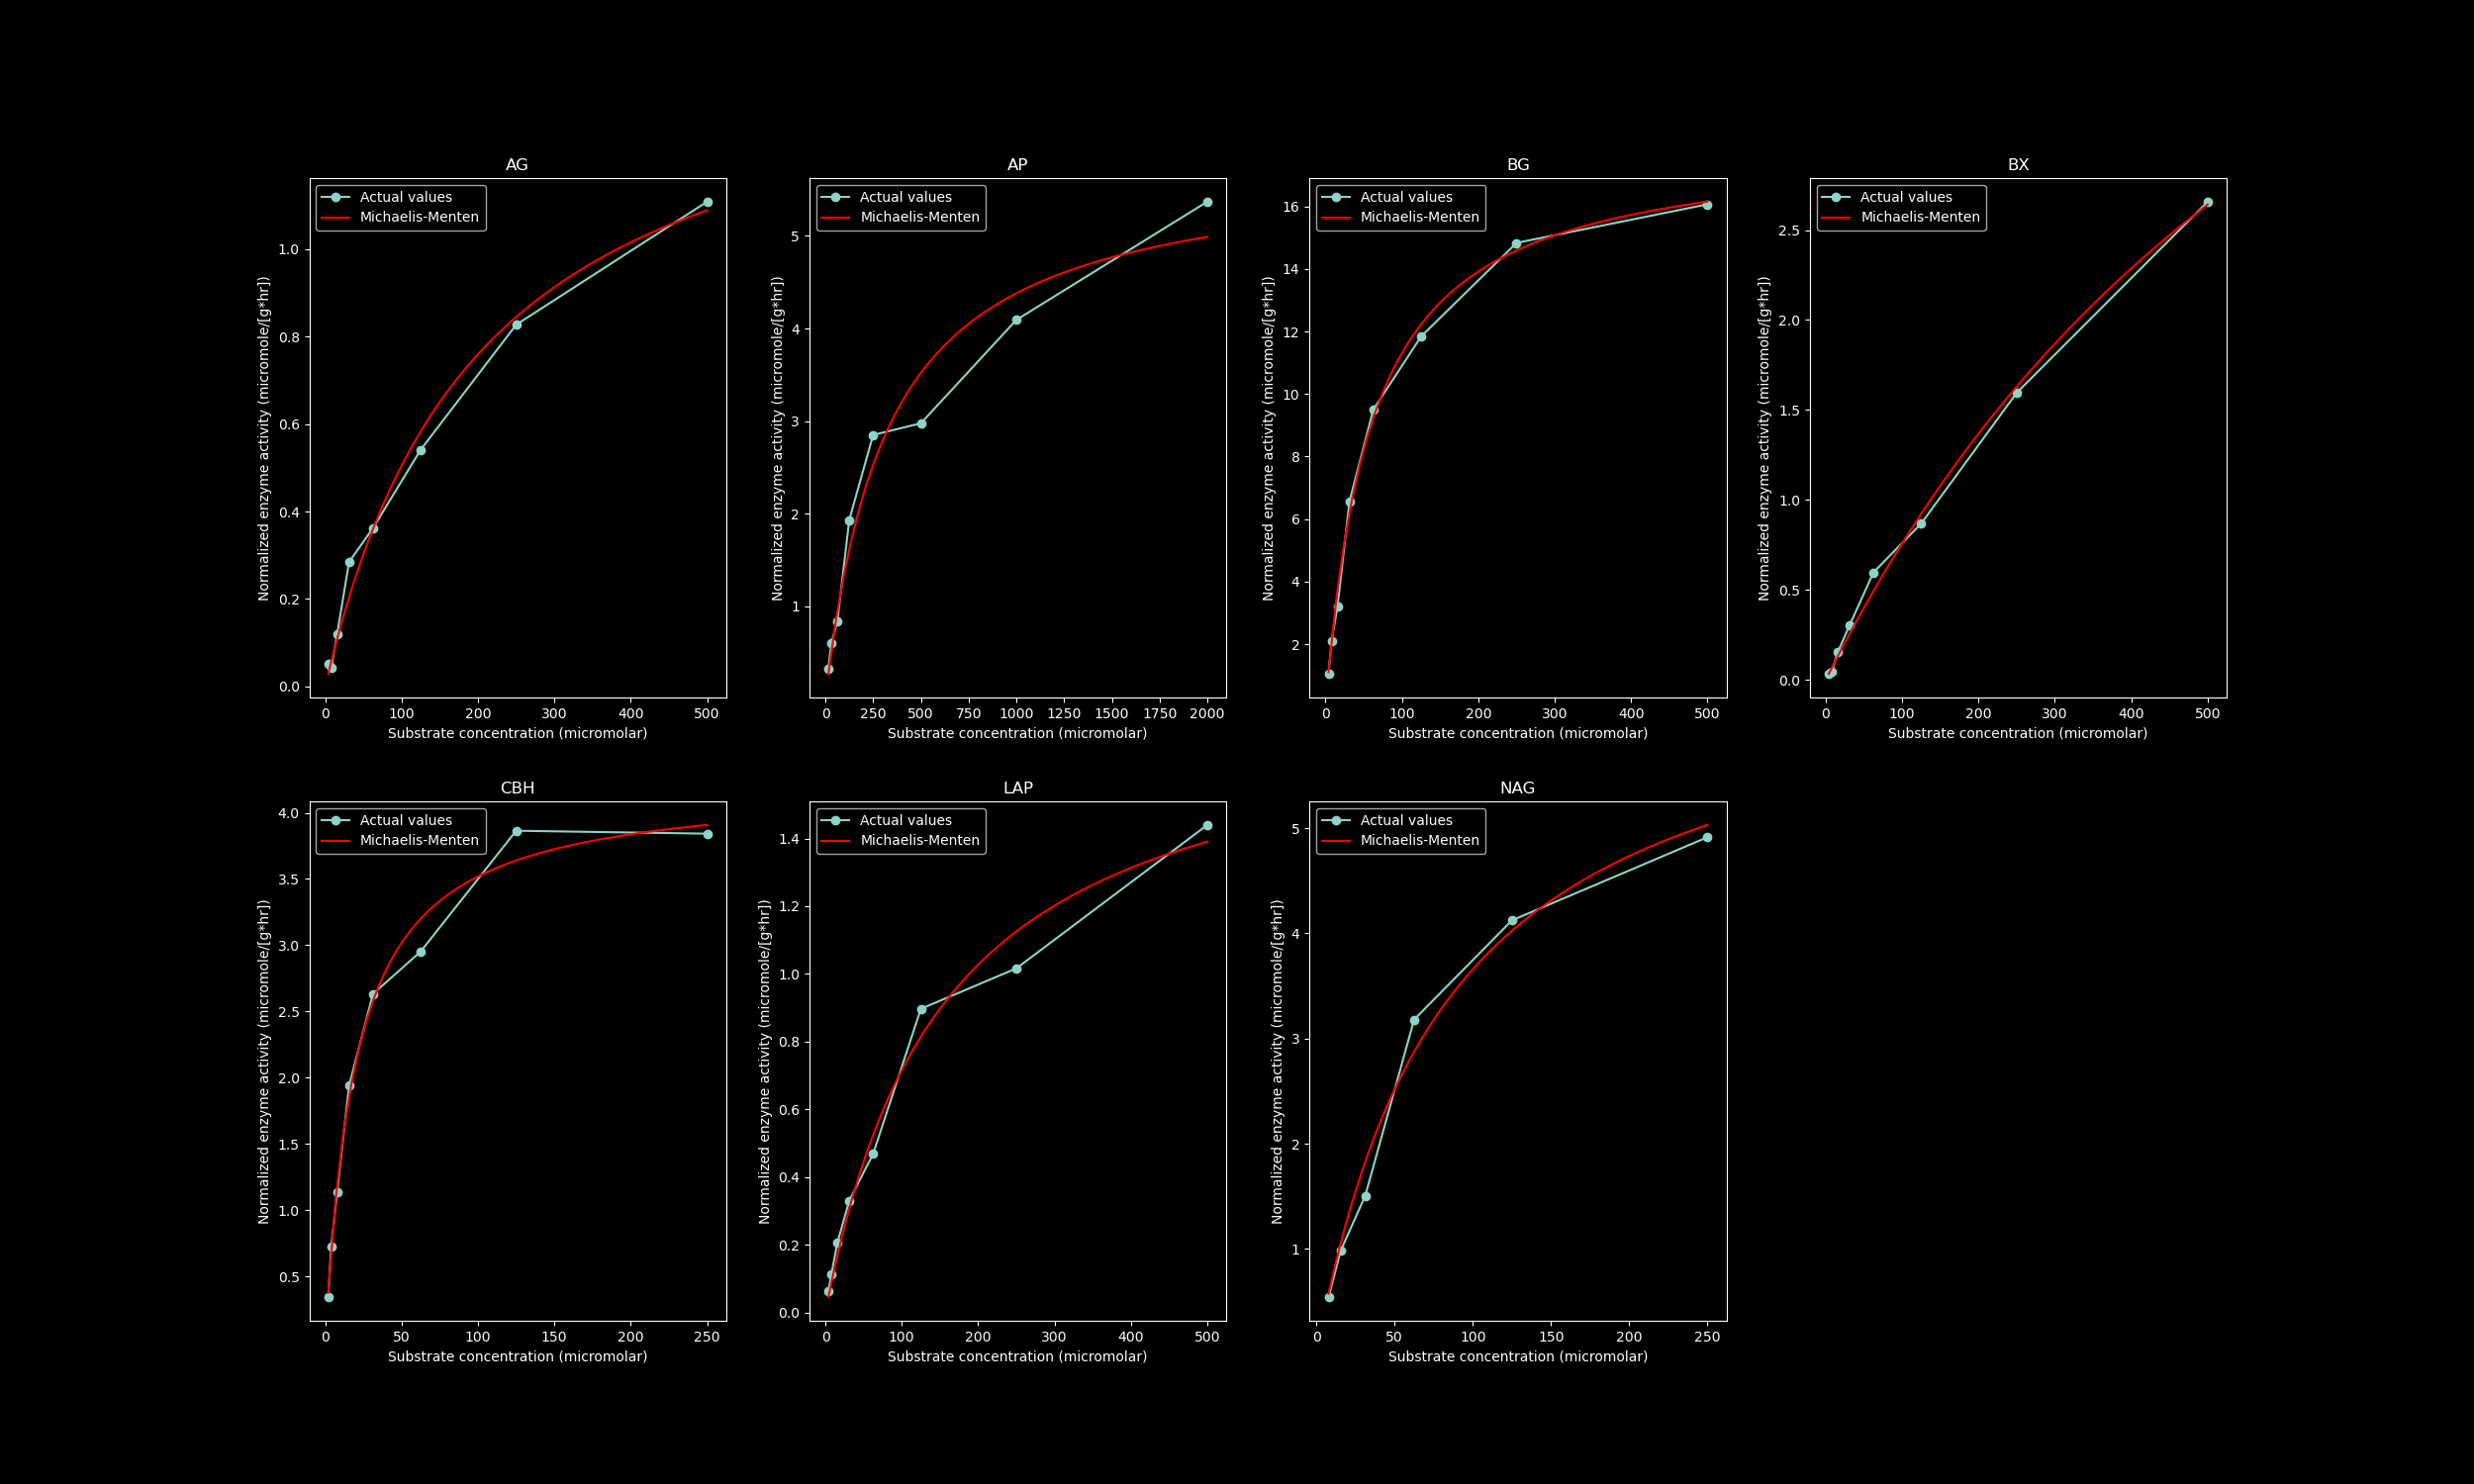 AG
Actual values
Michaelis-Menten
Normalized enzyme activity (micromole/[g*hr])
1.0
0.8
0.6
0.4
0.2
0.0
0 100 200 300 400 500
Substrate concentration (micromolar)
AP
Actual values
Michaelis-Menten
Normalized enzyme activity (micromole/[g*hr])
5
4
3
2
1
0 250 500 750 1000 1250 1500 1750 2000
Substrate concentration (micromolar)
BG
Actual values
Michaelis-Menten
Normalized enzyme activity (micromole/[g*hr])
16
14
12
10
8
6
4
2
0 100 200 300 400 500
Substrate concentration (micromolar)
BX
Actual values
Michaelis-Menten
Normalized enzyme activity (micromole/[g*hr])
2.5
2.0
1.5
1.0
0.5
0.0
0 100 200 300 400 500
Substrate concentration (micromolar)
CBH
Actual values
Michaelis-Menten
Normalized enzyme activity (micromole/[g*hr])
4.0
3.5
3.0
2.5
2.0
1.5
1.0
0.5
0 50 100 150 200 250
Substrate concentration (micromolar)
LAP
Actual values
Michaelis-Menten
Normalized enzyme activity (micromole/[g*hr])
1.4
1.2
1.0
0.8
0.6
0.4
0.2
0.0
0 100 200 300 400 500
Substrate concentration (micromolar)
NAG
Actual values
Michaelis-Menten
Normalized enzyme activity (micromole/[g*hr])
5
4
3
2
1
0 50 100 150 200 250
Substrate concentration (micromolar)